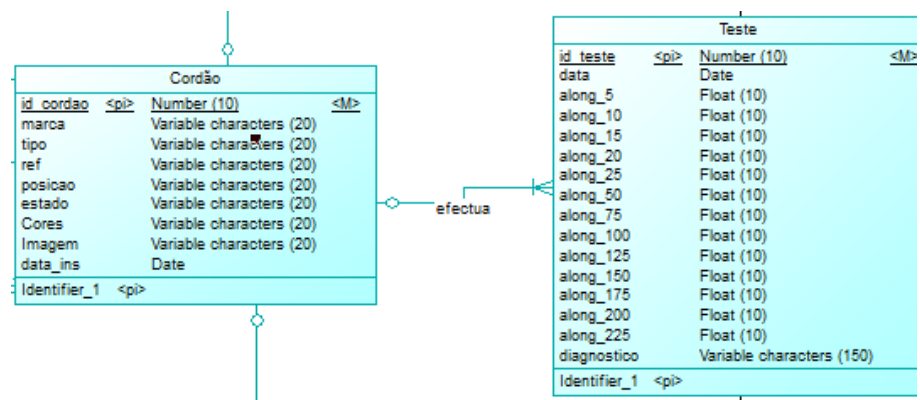 Cordão
id_cordao <pi> Number (10) <M>
marca Variable characters (20)
tipo Variable characters (20)
ref Variable characters (20)
posicao Variable characters (20)
estado Variable characters (20)
Cores Variable characters (20)
Imagem Variable characters (20)
data_ins Date
Identifier_1 <pi>
efectua
Teste
id_teste <pi> Number (10) <M>
data Date
along_5 Float (10)
along_10 Float (10)
along_15 Float (10)
along_20 Float (10)
along_25 Float (10)
along_50 Float (10)
along_75 Float (10)
along_100 Float (10)
along_125 Float (10)
along_150 Float (10)
along_175 Float (10)
along_200 Float (10)
along_225 Float (10)
diagnostico Variable characters (150)
Identifier_1 <pi>